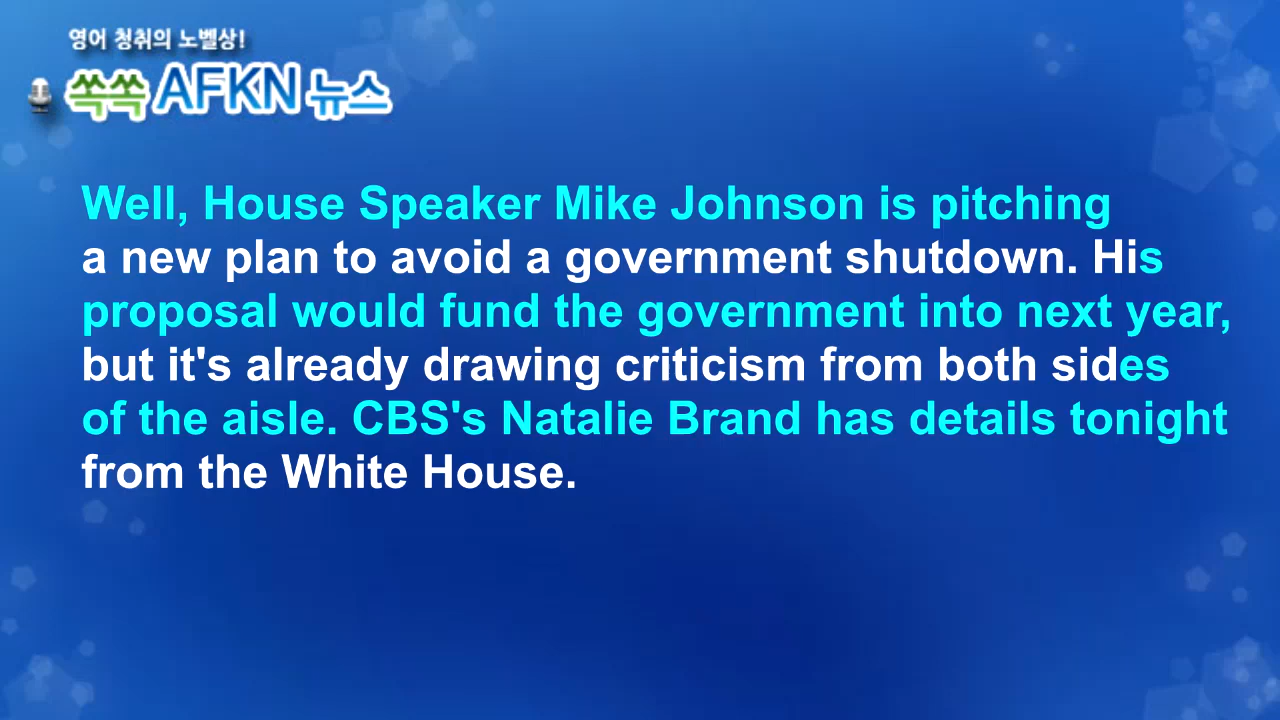 영어 청취의 노벨상!
쏙쏙 AFKN 뉴스
Well, House Speaker Mike Johnson is pitching
a new plan to avoid a government shutdown. His
proposal would fund the government into next year,
but it's already drawing criticism from both sides
of the aisle. CBS's Natalie Brand has details tonight
from the White House.